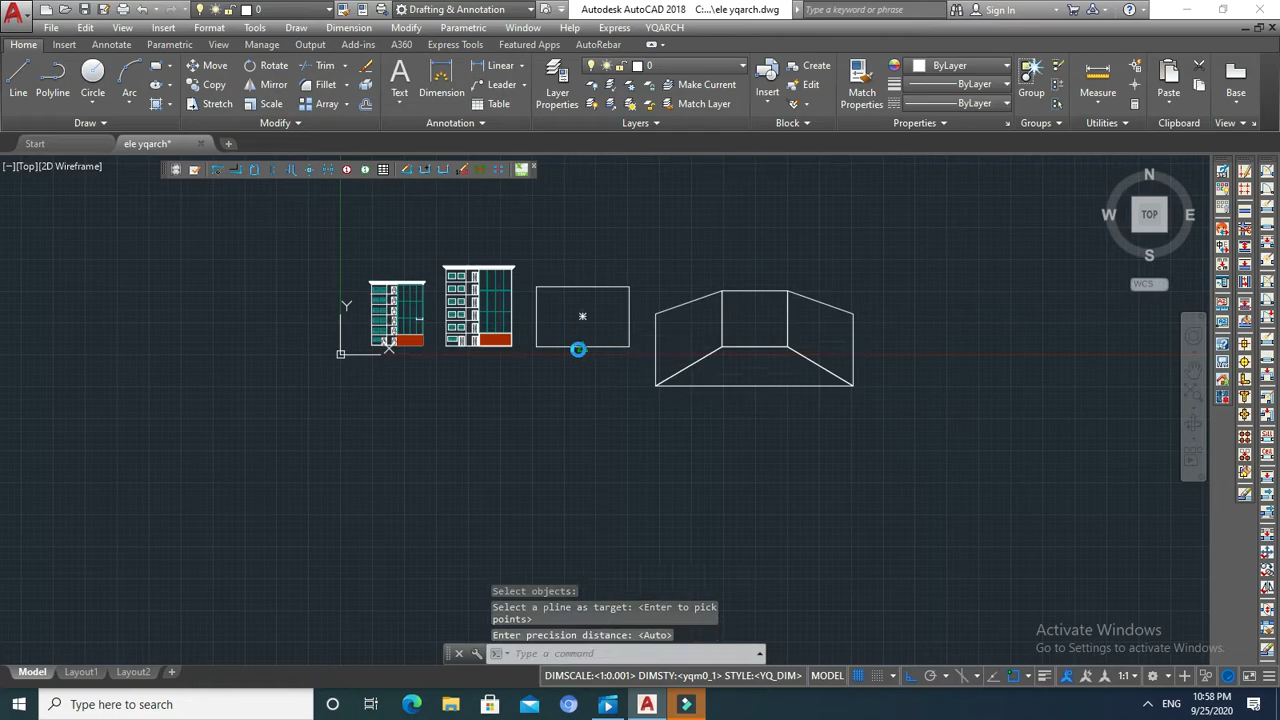 0
Drafting & Annotation
Autodesk AutoCAD 2018 C:...\ele yqarch.dwg
Type a keyword or phrase
Sign In
File Edit View Insert Format Tools Draw Dimension Modify Parametric Window Help Express YQARCH
Home Insert Annotate Parametric View Manage Output Add-ins A360 Express Tools Featured Apps AutoRebar
Line Polyline Circle Arc
Move Rotate Trim
Copy Mirror Fillet
Stretch Scale Array
Text Dimension
Linear
Leader
Table
Layer Properties
0
Make Current
Match Layer
Insert
Create
Edit
Match Properties
ByLayer
ByLayer
ByLayer
Group
Measure
Paste
Base
Draw Modify Annotation Layers Block Properties Groups Utilities Clipboard View
Start ele yqarch*
[−][Top][2D Wireframe]
N
W TOP E
S
WCS
Y
X
Select objects:
Select a pline as target: <Enter to pick
points>
Enter precision distance: <Auto>
Type a command
Activate Windows
Go to Settings to activate Windows.
Model Layout1 Layout2 +
DIMSCALE:<1:0.001> DIMSTY:<yqm0_1> STYLE:<YQ_DIM> MODEL
1:1
Type here to search
10:58 PM
9/25/2020